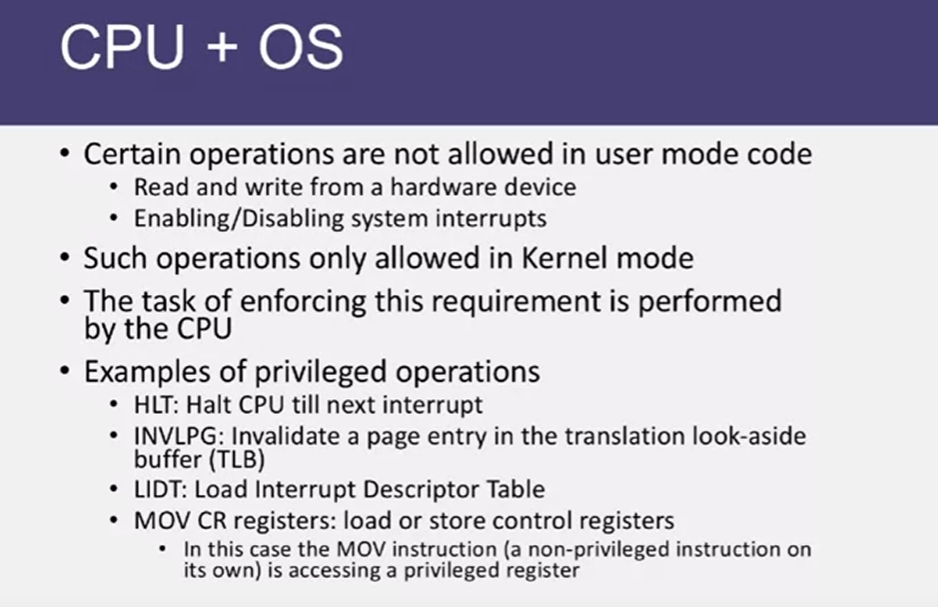 CPU + OS
• Certain operations are not allowed in user mode code
• Read and write from a hardware device
• Enabling/Disabling system interrupts
• Such operations only allowed in Kernel mode
• The task of enforcing this requirement is performed
by the CPU
• Examples of privileged operations
• HLT: Halt CPU till next interrupt
• INVLPG: Invalidate a page entry in the translation look-aside
buffer (TLB)
• LIDT: Load Interrupt Descriptor Table
• MOV CR registers: load or store control registers
• In this case the MOV instruction (a non-privileged instruction on
its own) is accessing a privileged register